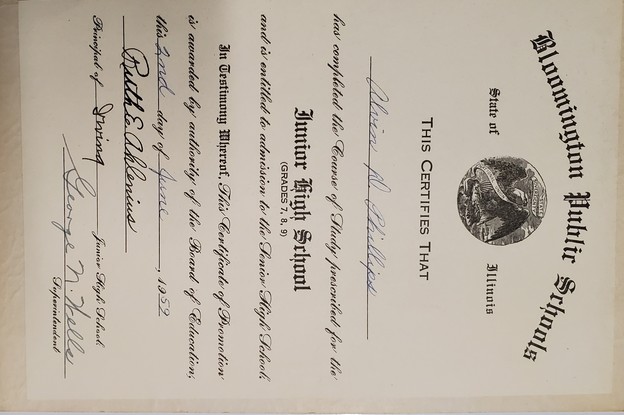 Bloomington Public Schools
State of Illinois
THIS CERTIFIES THAT
Alvin D. Phillips
has completed the Course of Study prescribed for the
Junior High School
(GRADES 7, 8, 9)
and is entitled to admission to the Senior High School.
In Testimony Whereof, This Certificate of Promotion
is awarded by authority of the Board of Education,
this 2nd day of June, 1952
Ruth E. Ahlenius
Principal of Irving Junior High School
George N. Wells
Superintendent